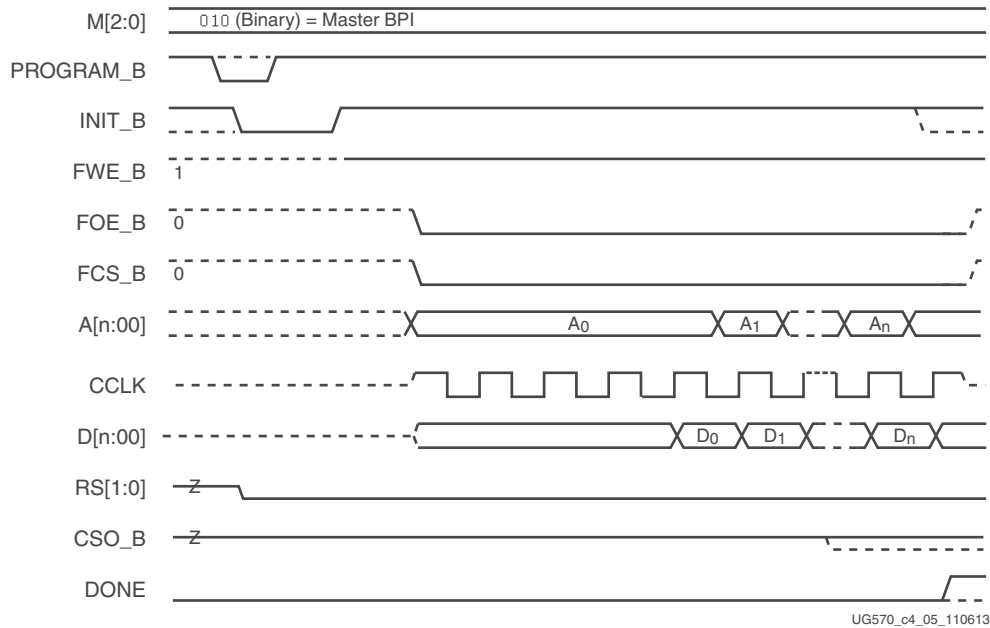 M[2:0] 010 (Binary) = Master BPI
PROGRAM_B
INIT_B
FWE_B 1
FOE_B 0
FCS_B 0
A[n:00] A0 A1 An
CCLK
D[n:00] D0 D1 Dn
RS[1:0] Z
CSO_B Z
DONE
UG570_c4_05_110613